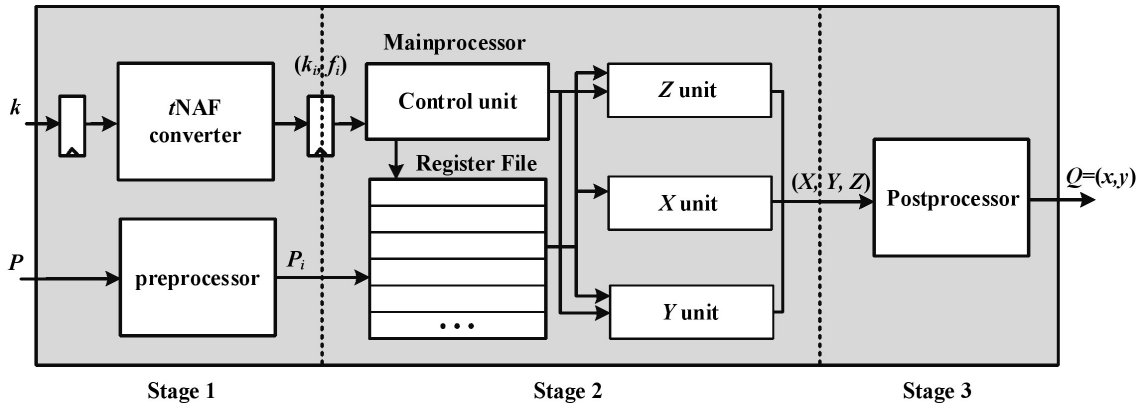 Mainprocessor
(ki, fi)
k
tNAF
converter
Control unit
Z unit
Register File
(X, Y, Z)
X unit
Postprocessor
Q=(x,y)
P
preprocessor
Pi
Y unit
...
Stage 1
Stage 2
Stage 3